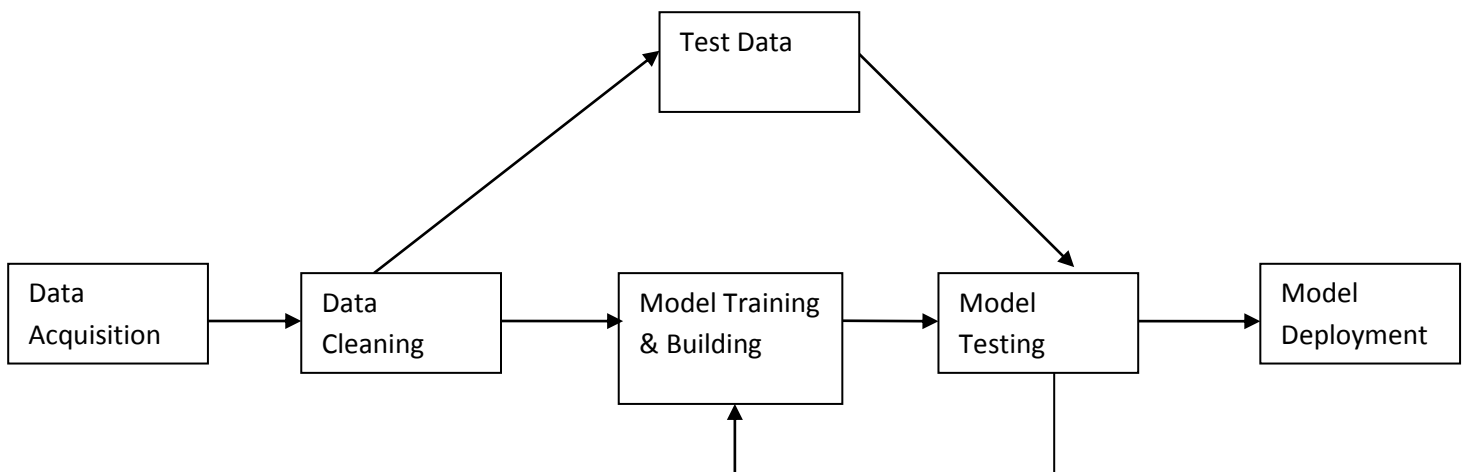 Test Data
Data
Acquisition
Data
Cleaning
Model Training
& Building
Model
Testing
Model
Deployment